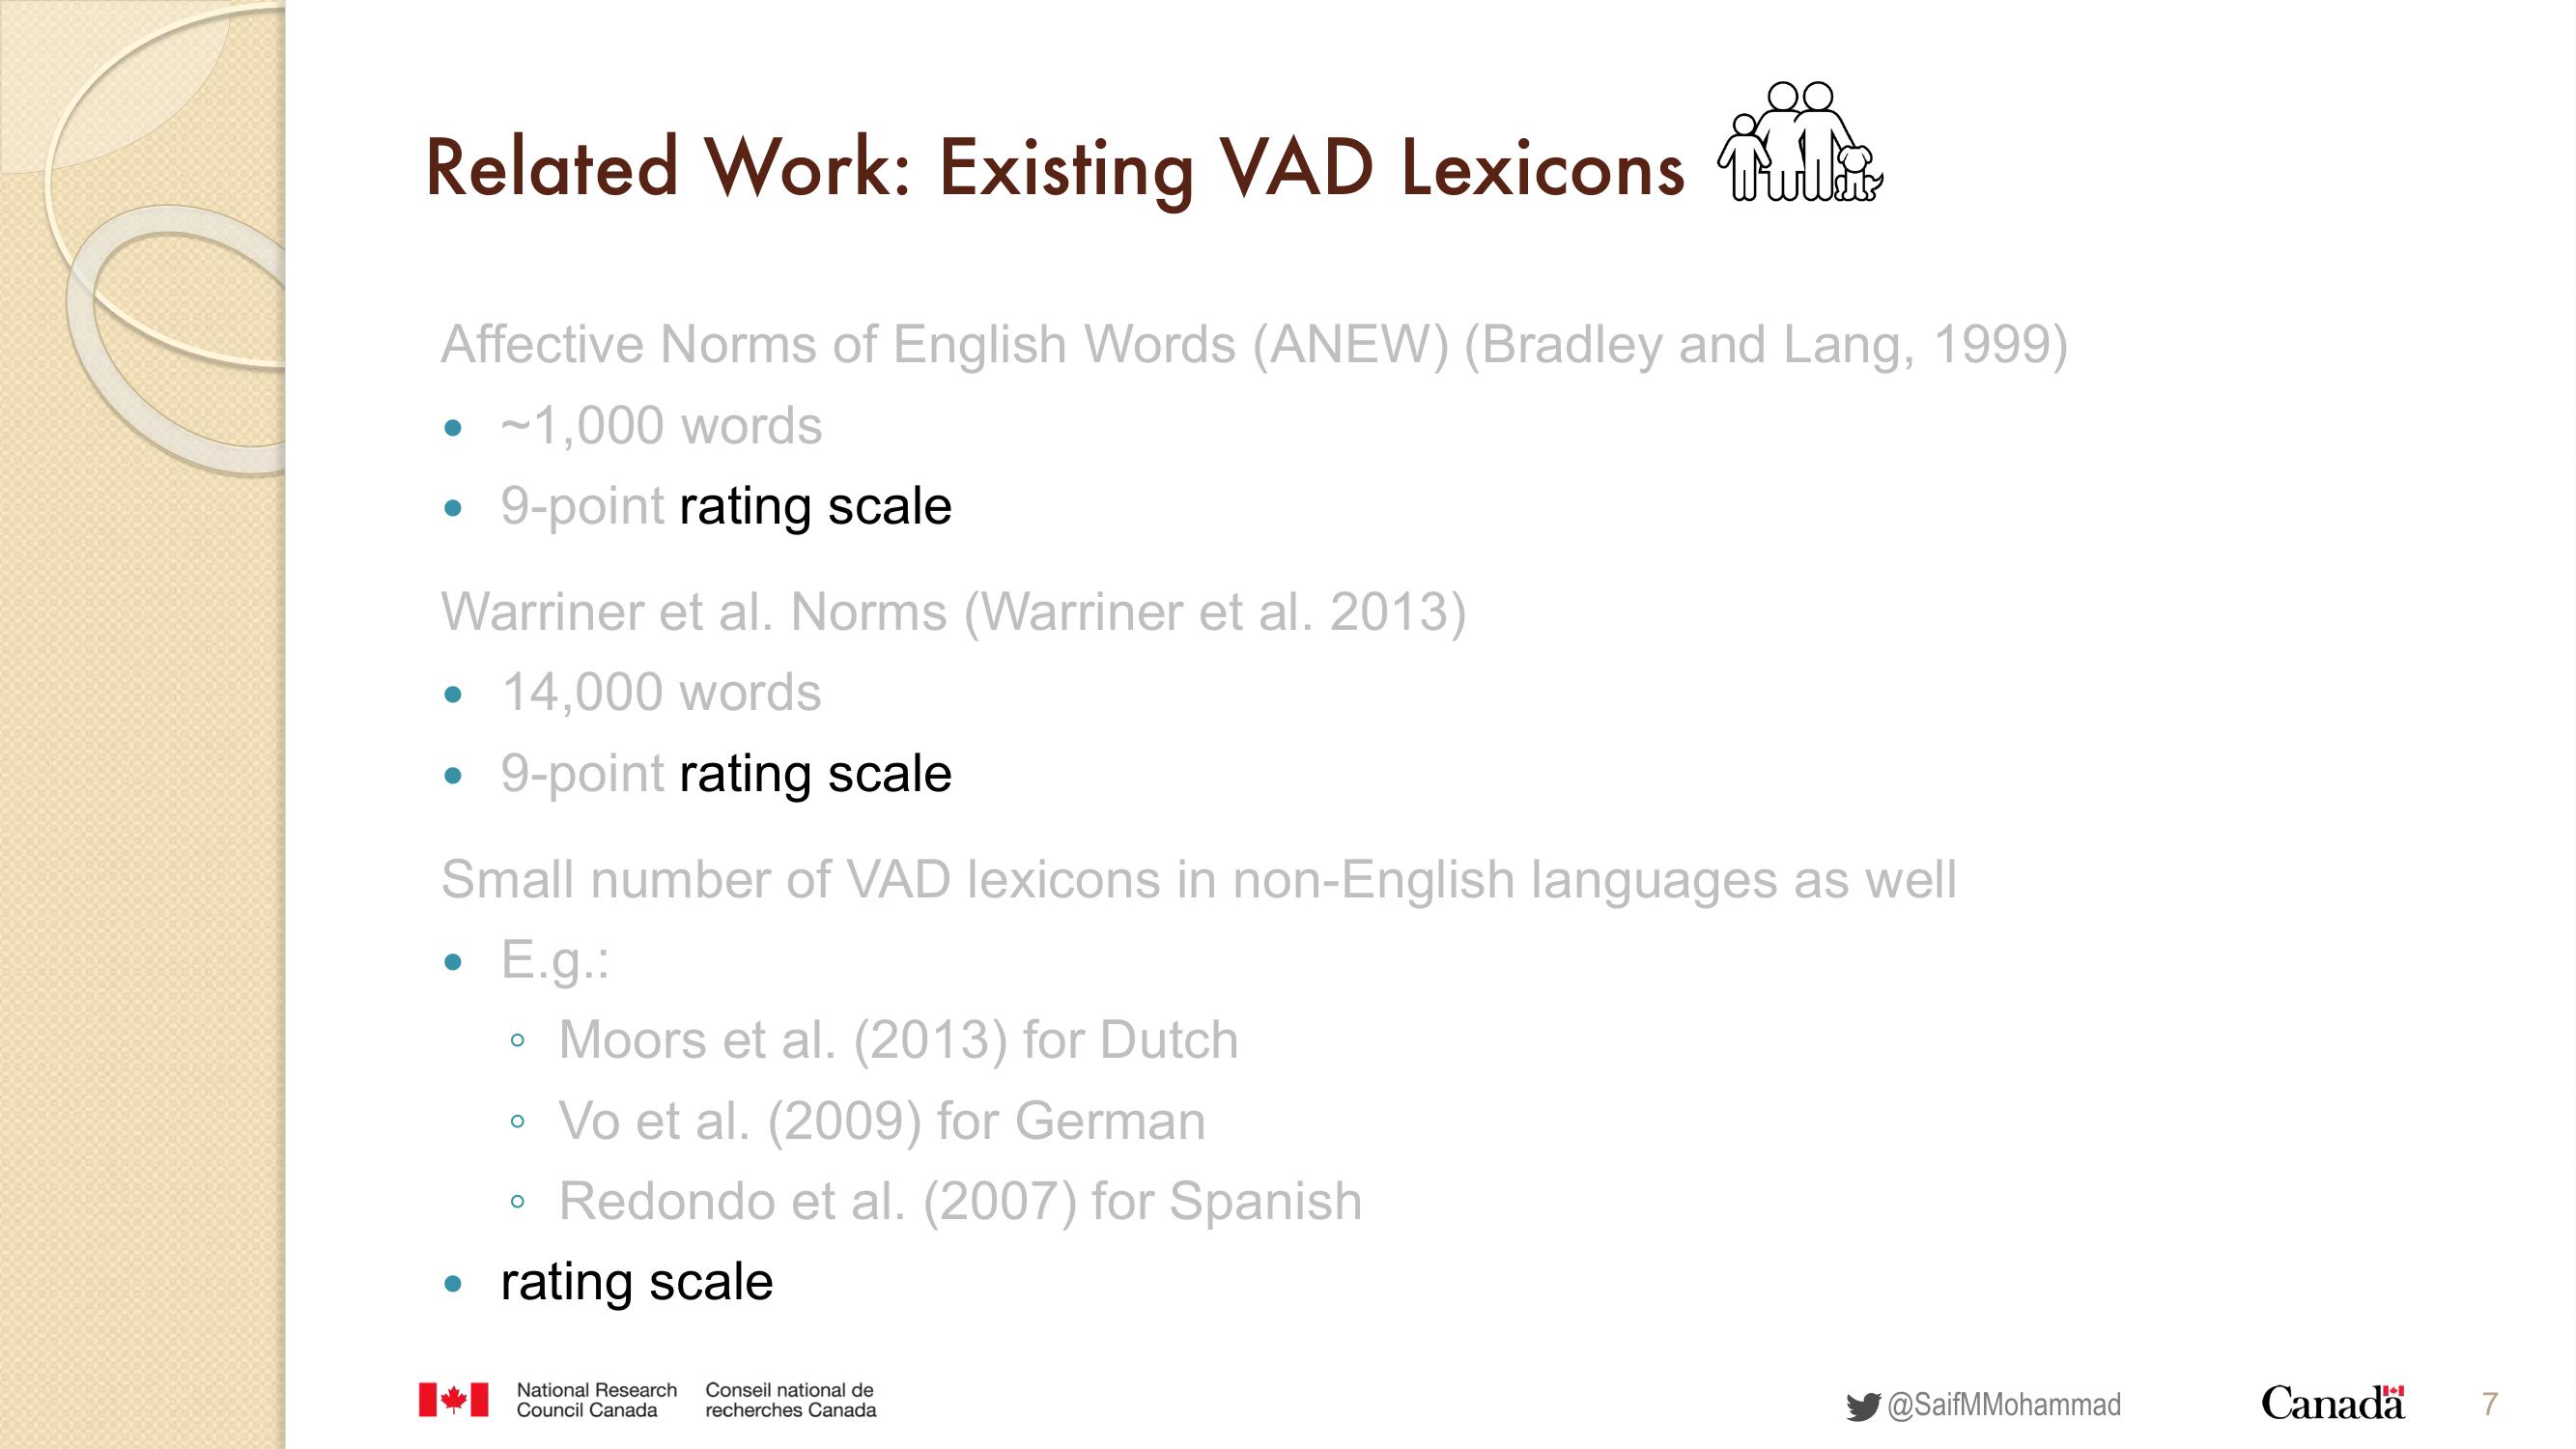 Related Work: Existing VAD Lexicons
Affective Norms of English Words (ANEW) (Bradley and Lang, 1999)
• ~1,000 words
• 9-point rating scale
Warriner et al. Norms (Warriner et al. 2013)
• 14,000 words
• 9-point rating scale
Small number of VAD lexicons in non-English languages as well
• E.g.:
◦ Moors et al. (2013) for Dutch
◦ Vo et al. (2009) for German
◦ Redondo et al. (2007) for Spanish
• rating scale
National Research Council Canada
Conseil national de recherches Canada
@SaifMMohammad
Canada
7